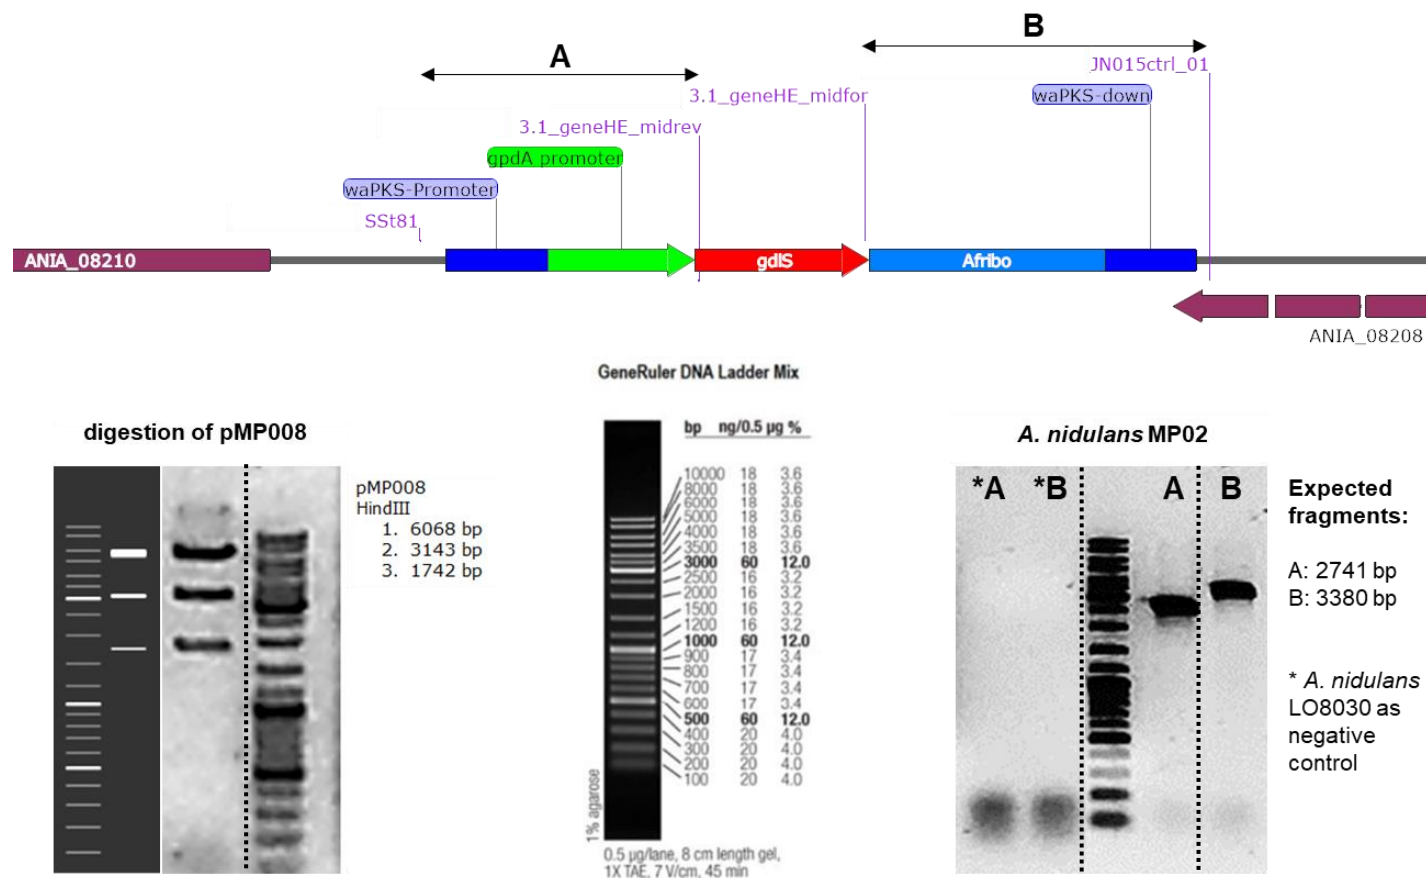 A
B
JN015ctrl_01
waPKS-down
3.1_geneHE_midfor
3.1_geneHE_midrev
gpdA promoter
waPKS-Promoter
SSt81
ANIA_08210
gdlS
Afribo
ANIA_08208
GeneRuler DNA Ladder Mix
digestion of pMP008
pMP008
HindIII
1. 6068 bp
2. 3143 bp
3. 1742 bp
bp ng/0.5 µg %
10000 18 3.6
8000 18 3.6
6000 18 3.6
5000 18 3.6
4000 18 3.6
3500 18 3.6
3000 60 12.0
2500 16 3.2
2000 16 3.2
1500 16 3.2
1200 16 3.2
1000 60 12.0
900 17 3.4
800 17 3.4
700 17 3.4
600 17 3.4
500 60 12.0
400 20 4.0
300 20 4.0
200 20 4.0
100 20 4.0
1% agarose
0.5 µg/lane, 8 cm length gel,
1X TAE, 7 V/cm, 45 min
A. nidulans MP02
*A *B A B
Expected
fragments:
A: 2741 bp
B: 3380 bp
* A. nidulans
LO8030 as
negative
control